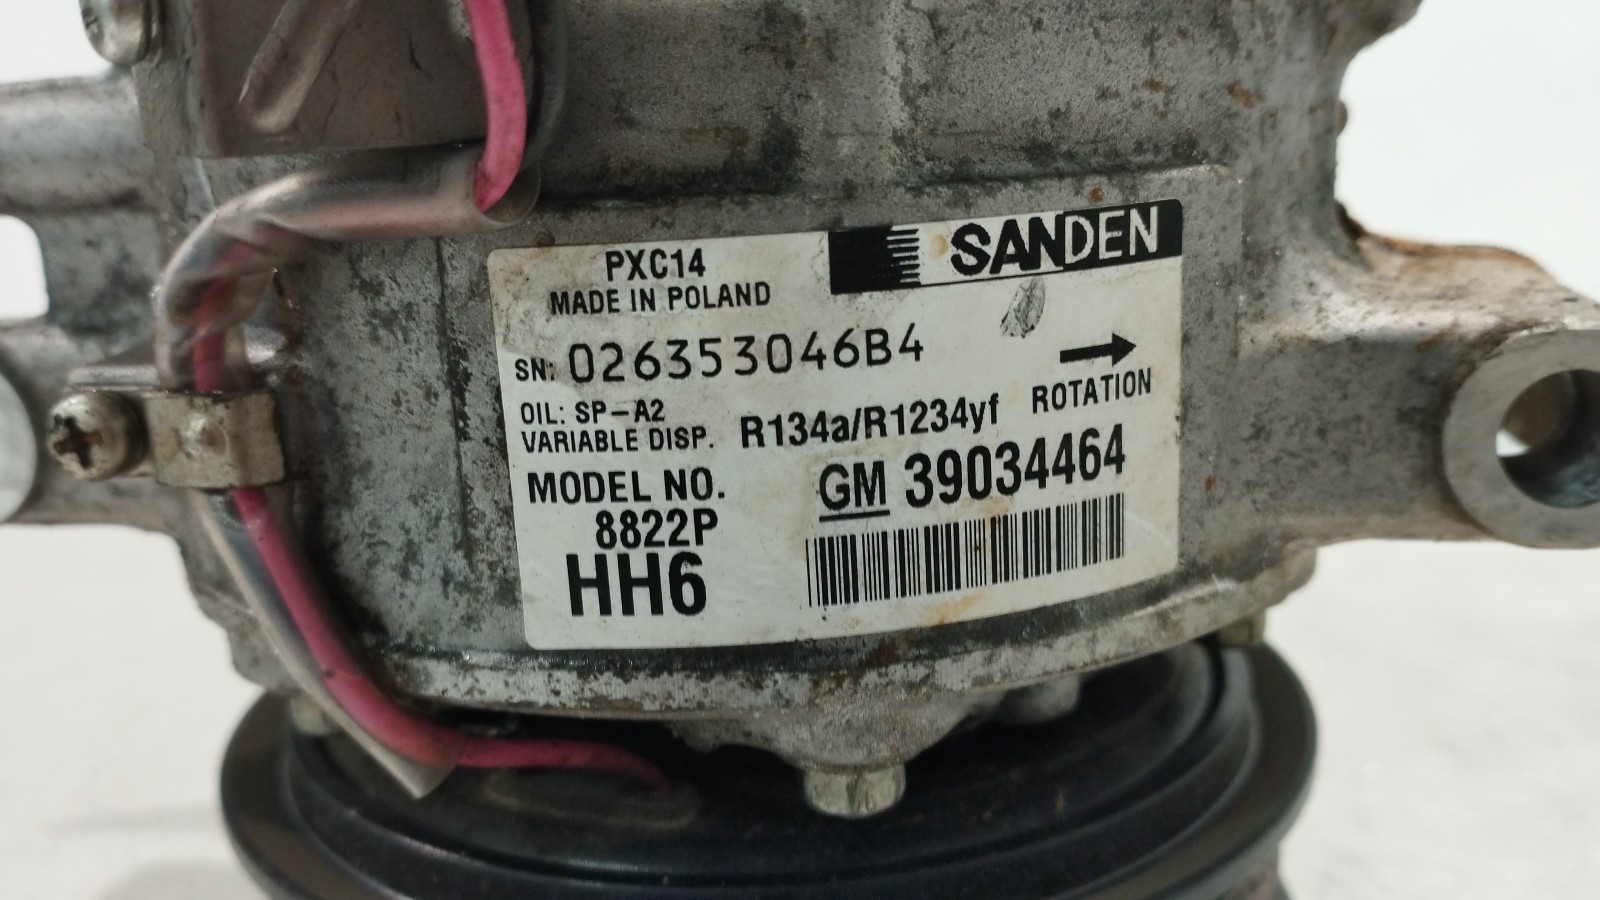 PXC14
MADE IN POLAND
SANDEN
SN: 026353046B4
ROTATION
OIL: SP-A2
VARIABLE DISP.
R134a/R1234yf
MODEL NO.
8822P
HH6
GM 39034464